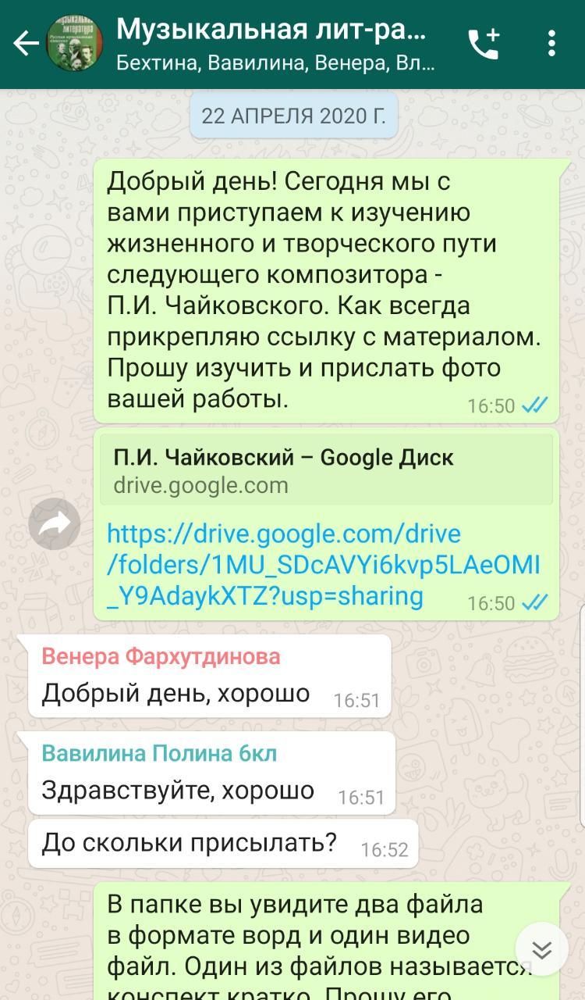 Музыкальная лит-ра...
Бехтина, Вавилина, Венера, Вл...
22 АПРЕЛЯ 2020 Г.
Добрый день! Сегодня мы с
вами приступаем к изучению
жизненного и творческого пути
следующего композитора -
П.И. Чайковского. Как всегда
прикрепляю ссылку с материалом.
Прошу изучить и прислать фото
вашей работы.
16:50
П.И. Чайковский – Google Диск
drive.google.com
https://drive.google.com/drive
/folders/1MU_SDcAVYi6kvp5LAeOMI
_Y9AdaykXTZ?usp=sharing
16:50
Венера Фархутдинова
Добрый день, хорошо
16:51
Вавилина Полина 6кл
Здравствуйте, хорошо
16:51
До скольки присылать?
16:52
В папке вы увидите два файла
в формате ворд и один видео
файл. Один из файлов называется
конспект кратко. Прошу его